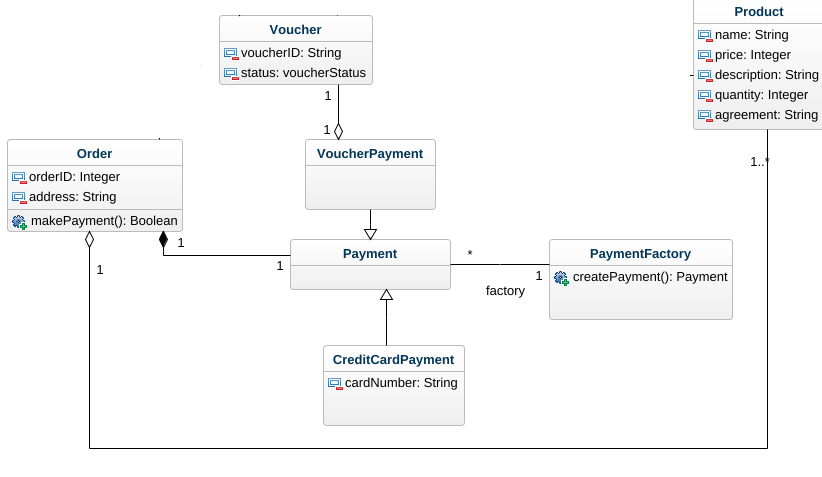 Voucher
voucherID: String
status: voucherStatus
1
1
VoucherPayment
Product
name: String
price: Integer
description: String
quantity: Integer
agreement: String
1..*
Order
orderID: Integer
address: String
makePayment(): Boolean
1
1
1
Payment
*
1
factory
PaymentFactory
createPayment(): Payment
CreditCardPayment
cardNumber: String